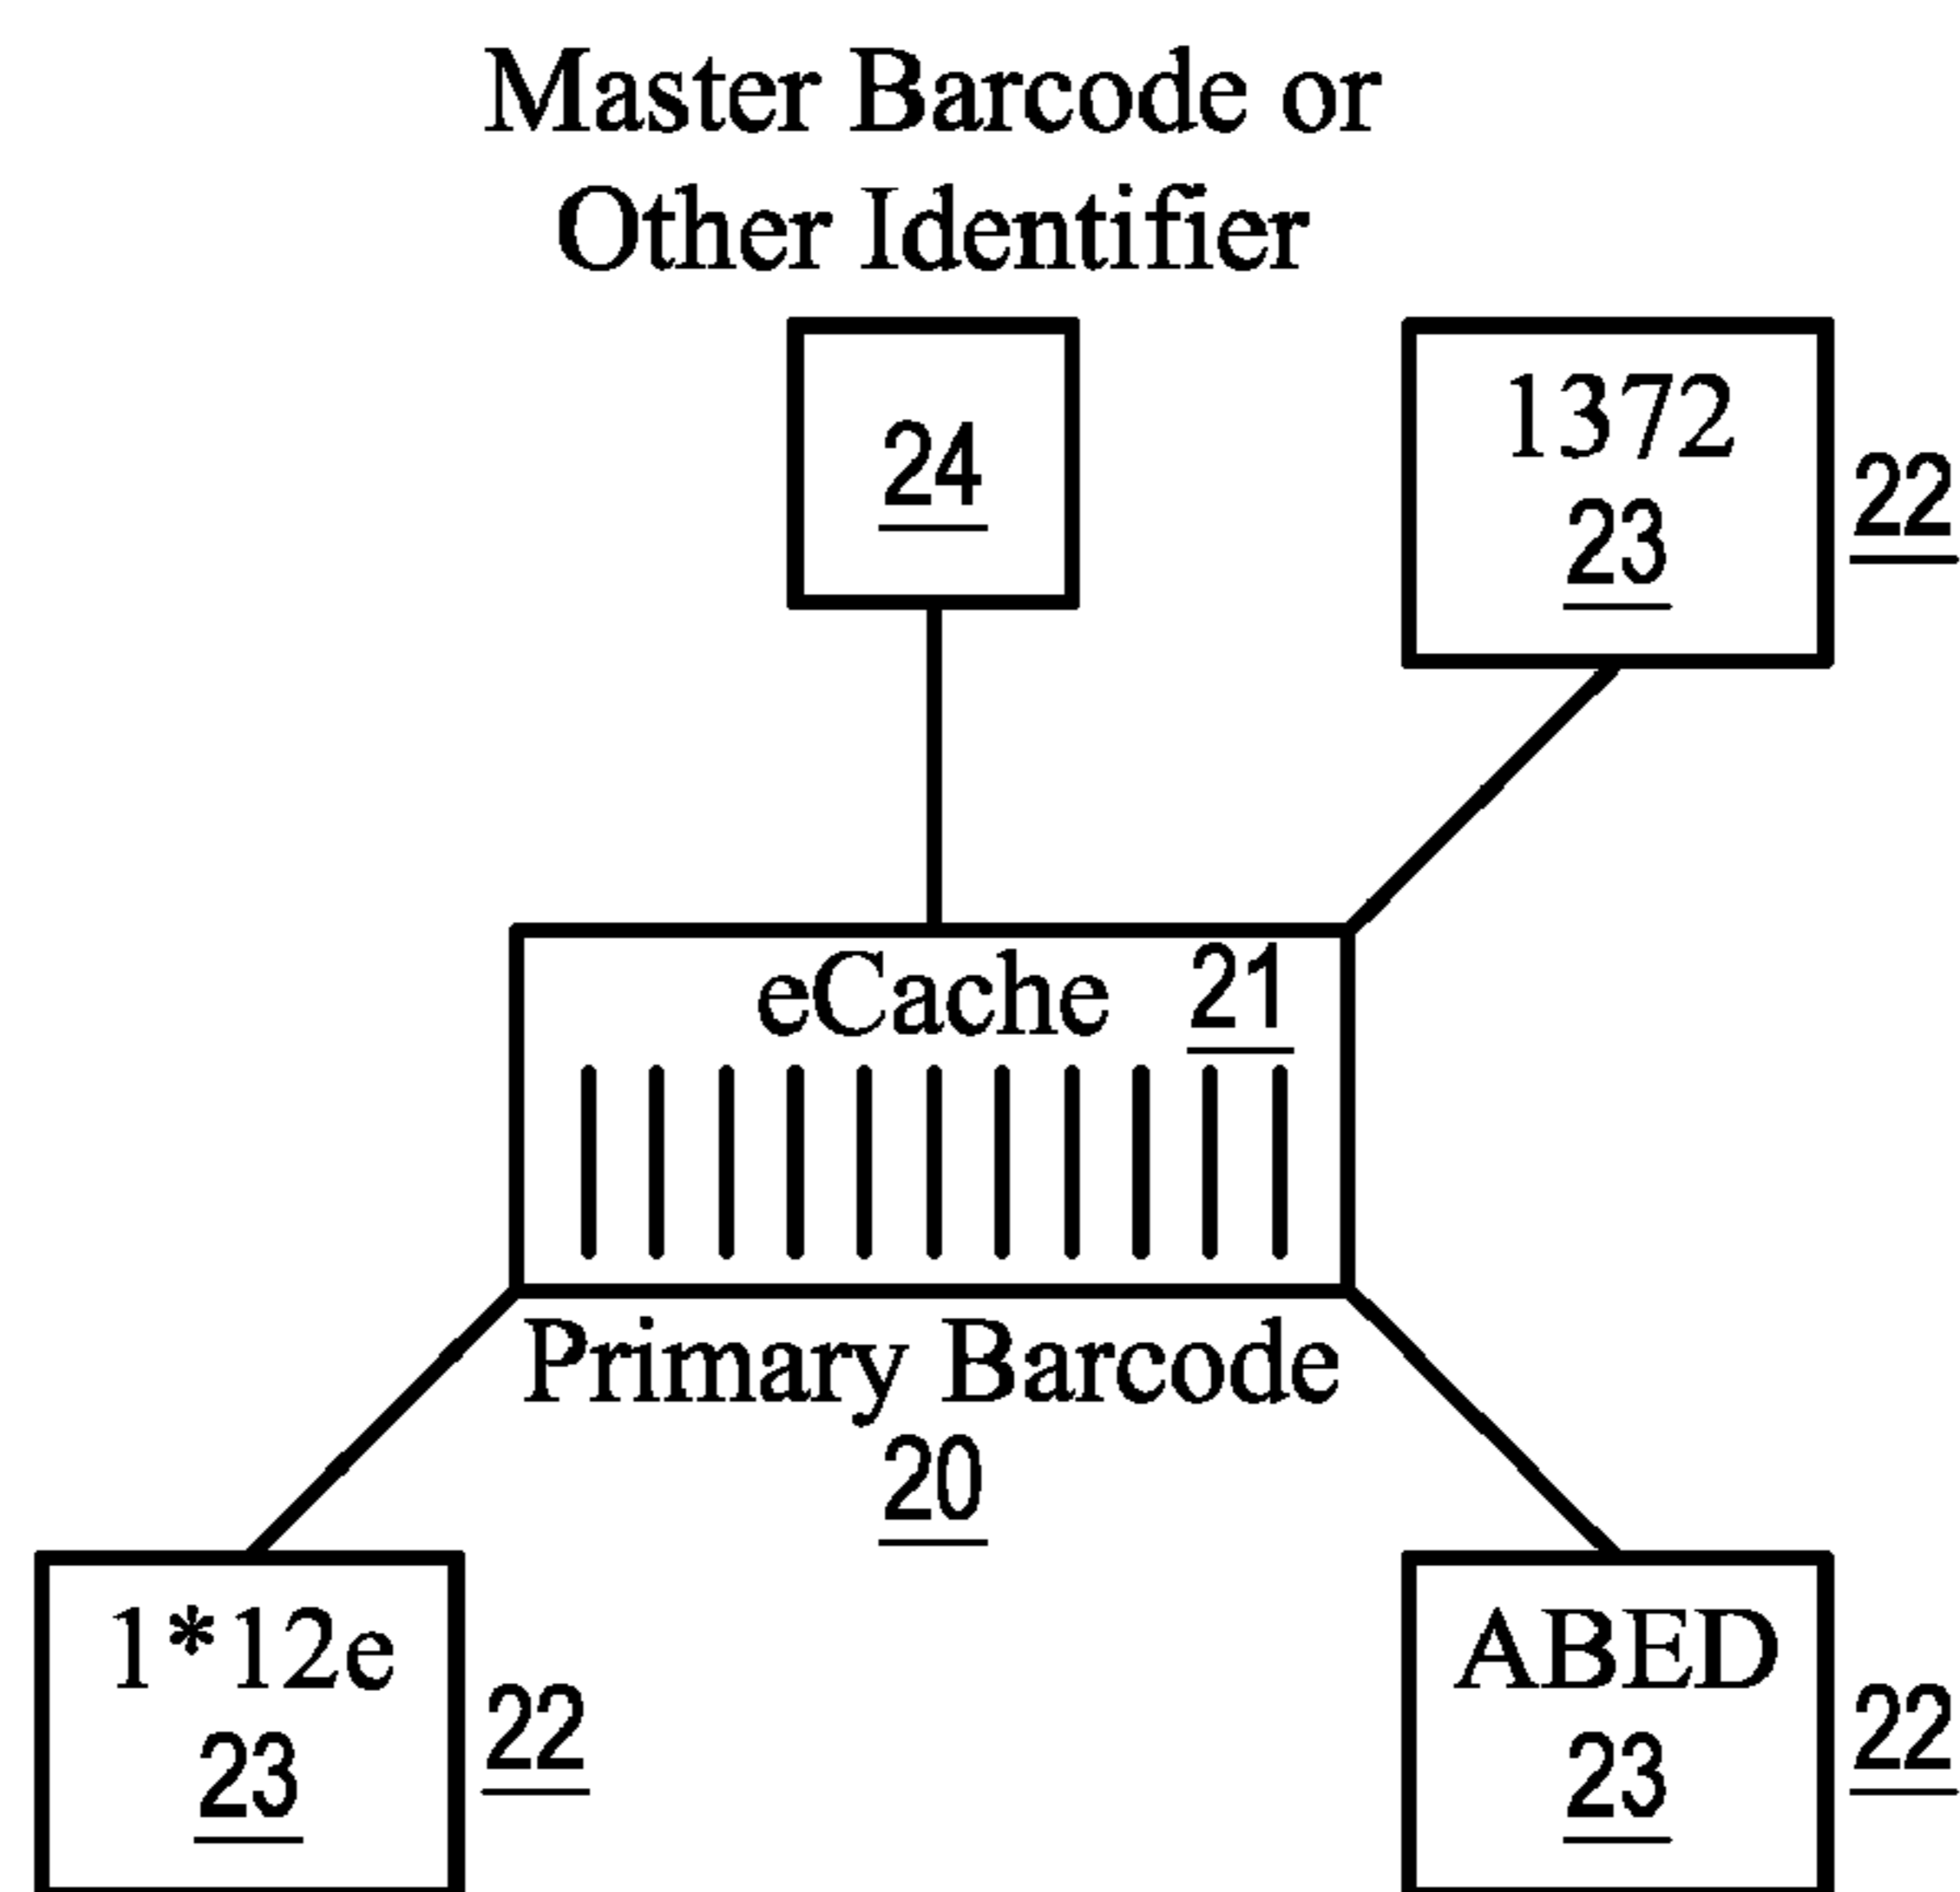 Master Barcode or
Other Identifier
24
1372
23
22
eCache 21
Primary Barcode
20
1*12e
23
22
ABED
23
22